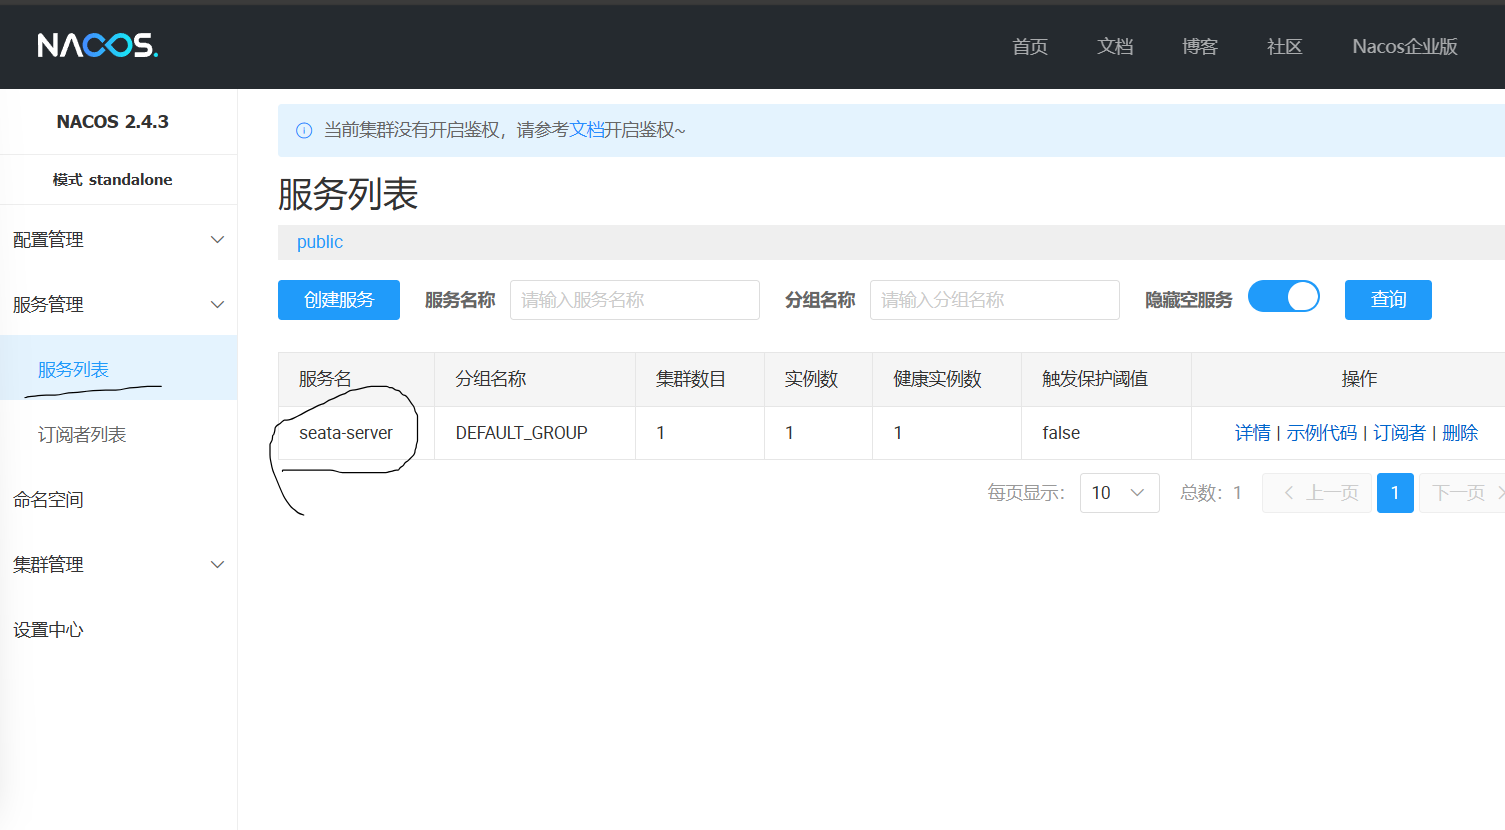 NACOS.
首页 文档 博客 社区 Nacos企业版
NACOS 2.4.3
模式 standalone
配置管理
服务管理
服务列表
订阅者列表
命名空间
集群管理
设置中心
当前集群没有开启鉴权，请参考文档开启鉴权~
服务列表
public
创建服务 服务名称 请输入服务名称 分组名称 请输入分组名称 隐藏空服务 查询
服务名 分组名称 集群数目 实例数 健康实例数 触发保护阈值 操作
seata-server DEFAULT_GROUP 1 1 1 false 详情 | 示例代码 | 订阅者 | 删除
每页显示： 10 总数：1 上一页 1 下一页